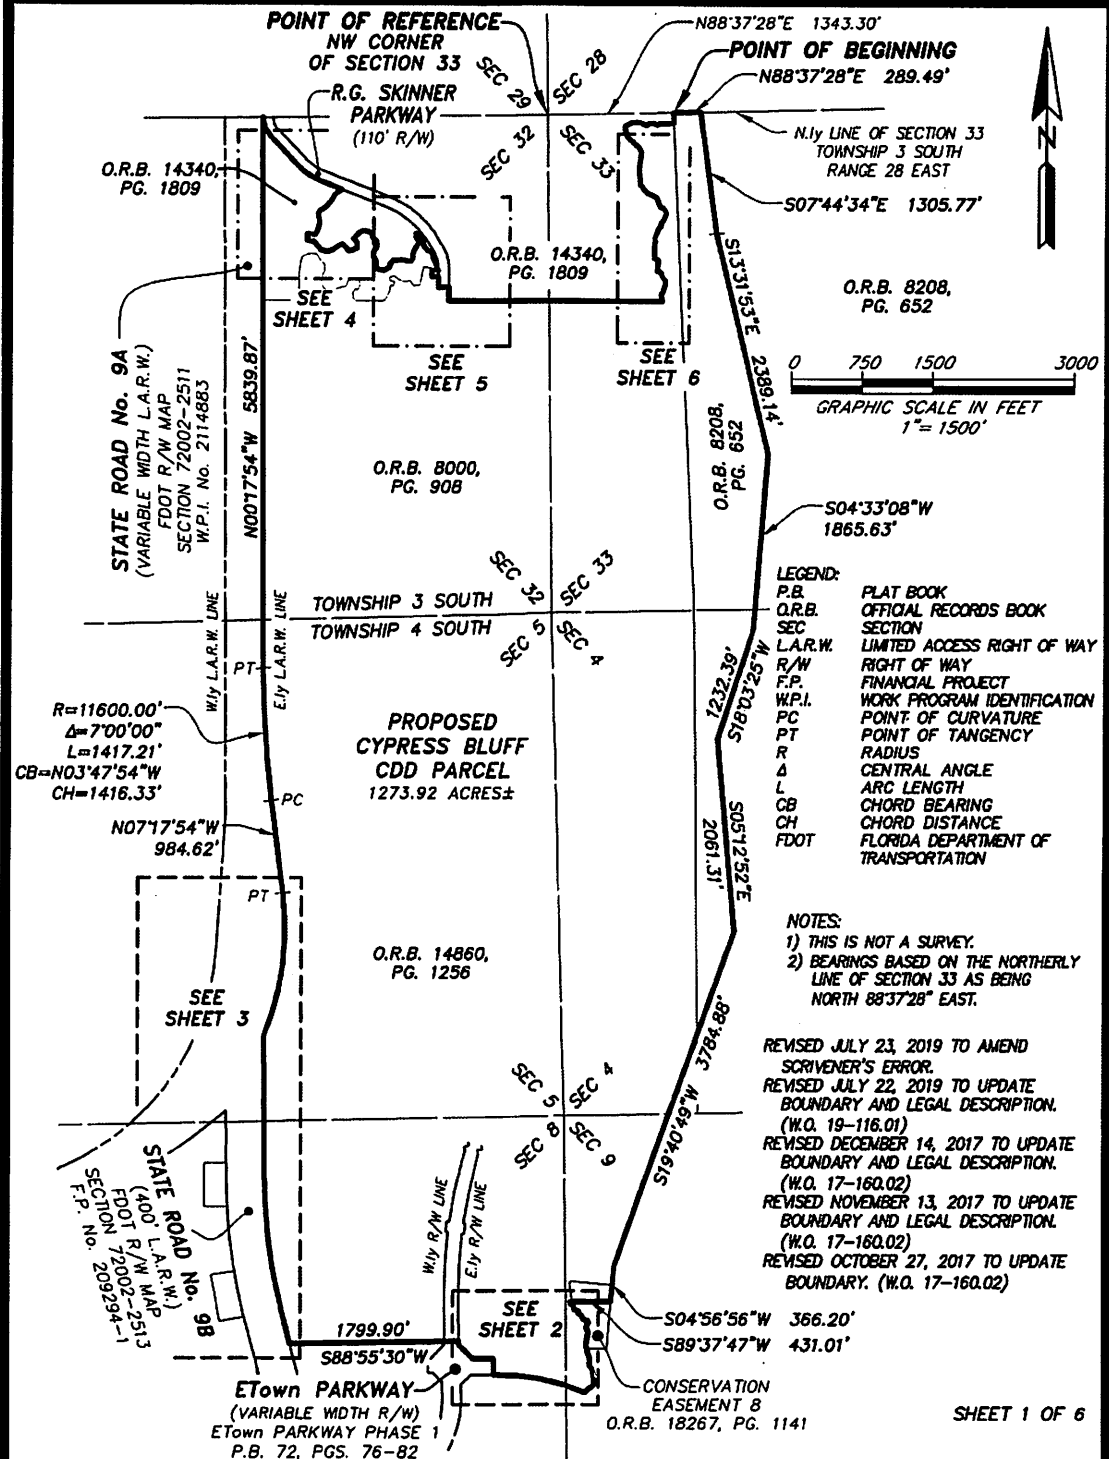 POINT OF REFERENCE
NW CORNER
OF SECTION 33
N88°37'28"E 1343.30'
POINT OF BEGINNING
N88°37'28"E 289.49'
SEC 29
SEC 28
SEC 32
SEC 33
R.G. SKINNER
PARKWAY
(110' R/W)
N.ly LINE OF SECTION 33
TOWNSHIP 3 SOUTH
RANGE 28 EAST
N
O.R.B. 14340,
PG. 1809
S07°44'34"E 1305.77'
O.R.B. 14340,
PG. 1809
S13°31'53"E 2389.14'
O.R.B. 8208,
PG. 652
SEE
SHEET 4
SEE
SHEET 5
SEE
SHEET 6
0 750 1500 3000
GRAPHIC SCALE IN FEET
1"= 1500'
STATE ROAD No. 9A
(VARIABLE WIDTH L.A.R.W.)
FDOT R/W MAP
SECTION 72002-2511
W.P.I. No. 2114883
N00°17'54"W 5839.87'
O.R.B. 8000,
PG. 908
O.R.B. 8208,
PG. 652
S04°33'08"W
1865.63'
SEC 32
SEC 33
TOWNSHIP 3 SOUTH
TOWNSHIP 4 SOUTH
SEC 5
SEC 4
W.ly L.A.R.W. LINE
E.ly L.A.R.W. LINE
PT
LEGEND:
P.B. PLAT BOOK
O.R.B. OFFICIAL RECORDS BOOK
SEC SECTION
L.A.R.W. LIMITED ACCESS RIGHT OF WAY
R/W RIGHT OF WAY
F.P. FINANCIAL PROJECT
W.P.I. WORK PROGRAM IDENTIFICATION
PC POINT OF CURVATURE
PT POINT OF TANGENCY
R RADIUS
Δ CENTRAL ANGLE
L ARC LENGTH
CB CHORD BEARING
CH CHORD DISTANCE
FDOT FLORIDA DEPARTMENT OF
TRANSPORTATION
1232.39'
S18°03'25"W
R=11600.00'
Δ=7°00'00"
L=1417.21'
CB=N03°47'54"W
CH=1416.33'
PROPOSED
CYPRESS BLUFF
CDD PARCEL
1273.92 ACRES±
PC
N07°17'54"W
984.62'
PT
S05°12'52"E
2061.31'
O.R.B. 14860,
PG. 1256
NOTES:
1) THIS IS NOT A SURVEY.
2) BEARINGS BASED ON THE NORTHERLY
LINE OF SECTION 33 AS BEING
NORTH 88°37'28" EAST.
SEE
SHEET 3
S19°40'49"W 3784.88'
REVISED JULY 23, 2019 TO AMEND
SCRIVENER'S ERROR.
REVISED JULY 22, 2019 TO UPDATE
BOUNDARY AND LEGAL DESCRIPTION.
(W.O. 19-116.01)
REVISED DECEMBER 14, 2017 TO UPDATE
BOUNDARY AND LEGAL DESCRIPTION.
(W.O. 17-160.02)
REVISED NOVEMBER 13, 2017 TO UPDATE
BOUNDARY AND LEGAL DESCRIPTION.
(W.O. 17-160.02)
REVISED OCTOBER 27, 2017 TO UPDATE
BOUNDARY. (W.O. 17-160.02)
SEC 5
SEC 4
SEC 8
SEC 9
STATE ROAD No. 9B
(400' L.A.R.W.)
FDOT R/W MAP
SECTION 72002-2513
F.P. No. 209294-1
W.ly R/W LINE
E.ly R/W LINE
SEE
SHEET 2
S04°56'56"W 366.20'
S89°37'47"W 431.01'
1799.90'
S88°55'30"W
ETown PARKWAY
(VARIABLE WIDTH R/W)
ETown PARKWAY PHASE 1
P.B. 72, PGS. 76-82
CONSERVATION
EASEMENT 8
O.R.B. 18267, PG. 1141
SHEET 1 OF 6